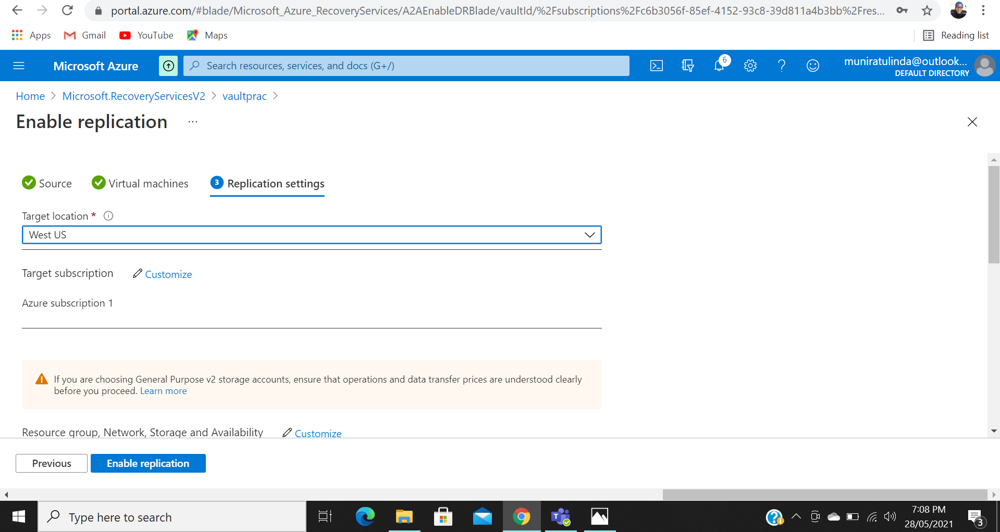 portal.azure.com/#blade/Microsoft_Azure_RecoveryServices/A2AEnableDRBlade/vaultId/%2Fsubscriptions%2Fc6b3056f-85ef-4152-93c8-39d811a4b3bb%2Fres...
Apps Gmail YouTube Maps Reading list
Microsoft Azure Search resources, services, and docs (G+/) 6 muniratulinda@outlook...
DEFAULT DIRECTORY
Home > Microsoft.RecoveryServicesV2 > vaultprac >
Enable replication ...
Source Virtual machines 3 Replication settings
Target location *
West US
Target subscription Customize
Azure subscription 1
If you are choosing General Purpose v2 storage accounts, ensure that operations and data transfer prices are understood clearly
before you proceed. Learn more
Resource group, Network, Storage and Availability Customize
Previous Enable replication
Type here to search
7:08 PM
28/05/2021
3